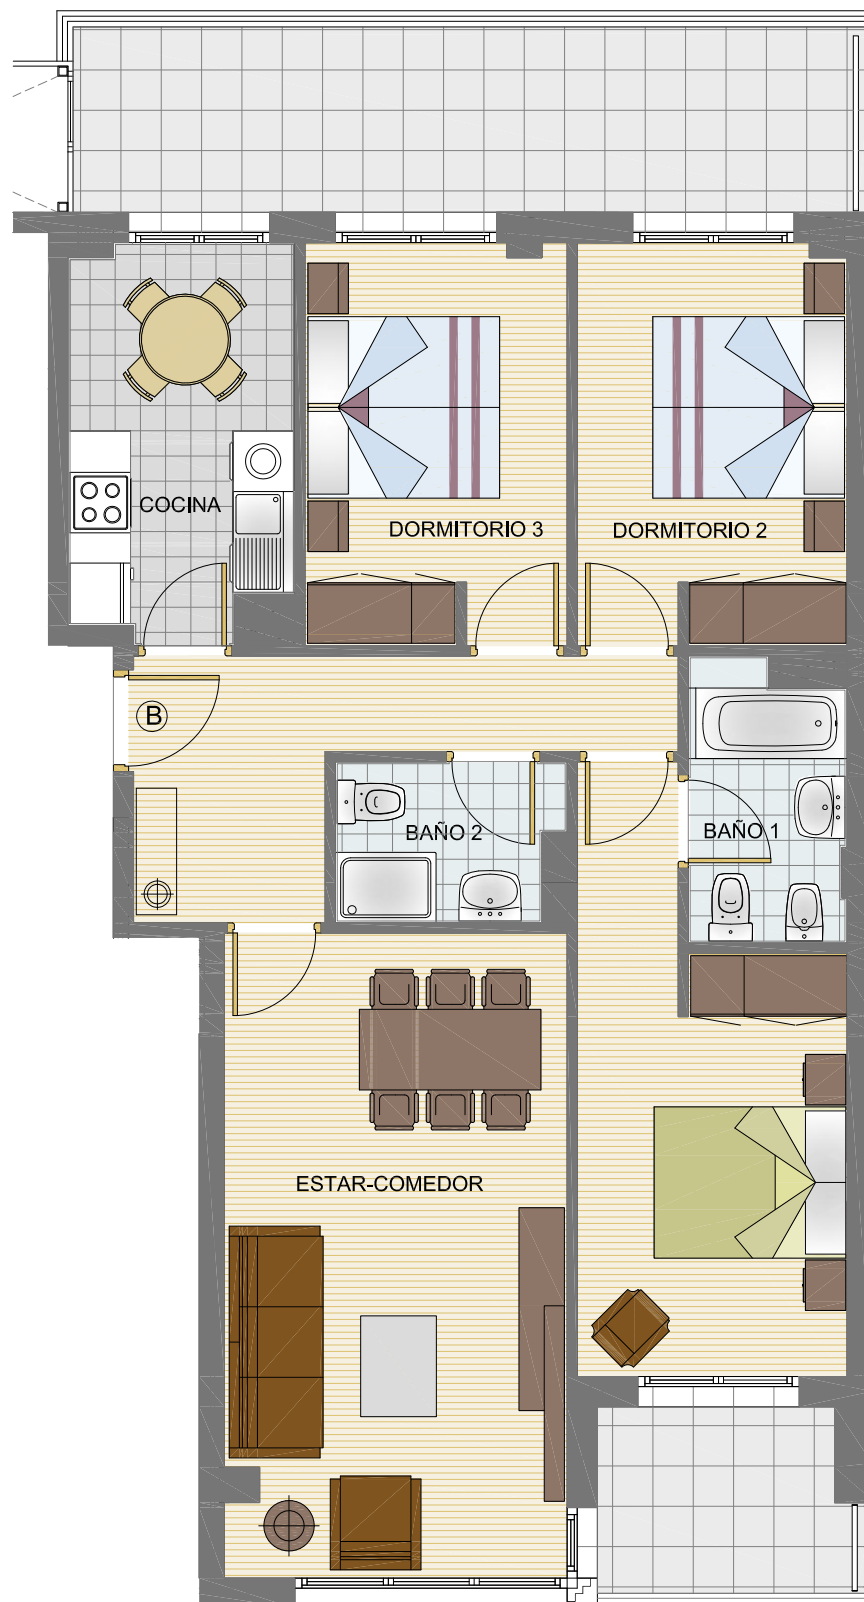 COCINA
DORMITORIO 3
DORMITORIO 2
B
BAÑO 2
BAÑO 1
ESTAR-COMEDOR